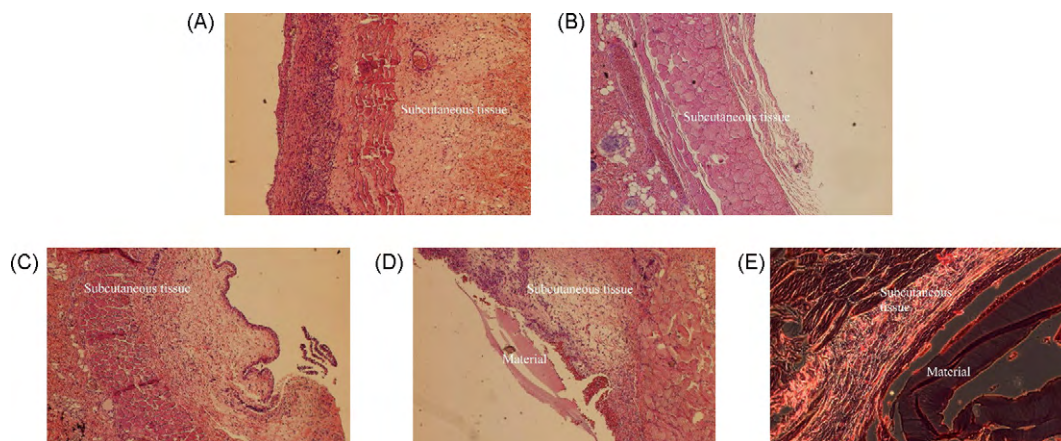 (A)
Subcutaneous tissue
(B)
Subcutaneous tissue
(C)
Subcutaneous tissue
(D)
Subcutaneous tissue
Material
(E)
Subcutaneous
tissue
Material